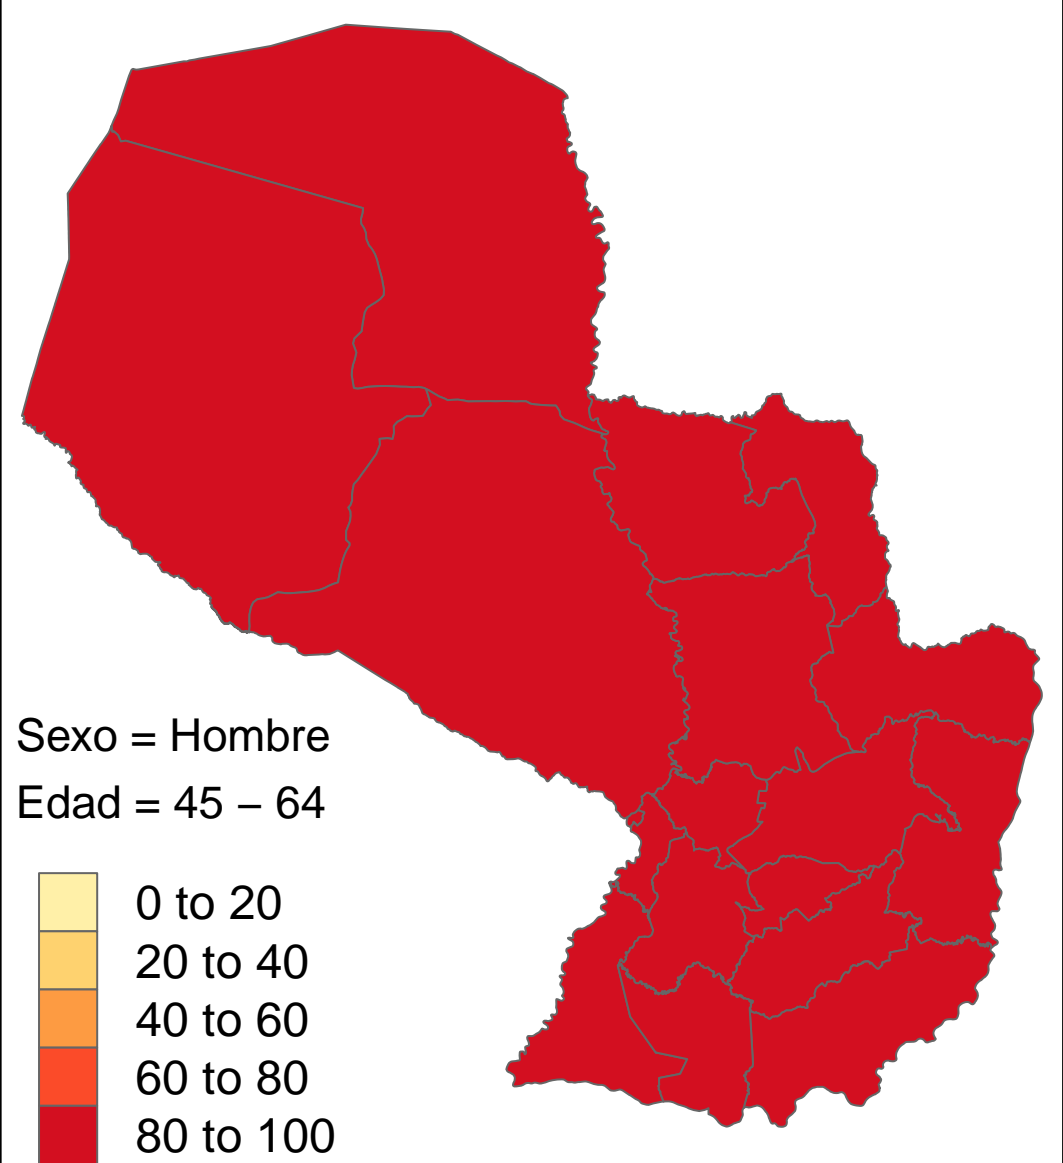 Sexo = Hombre
Edad = 45 – 64
0 to 20
20 to 40
40 to 60
60 to 80
80 to 100